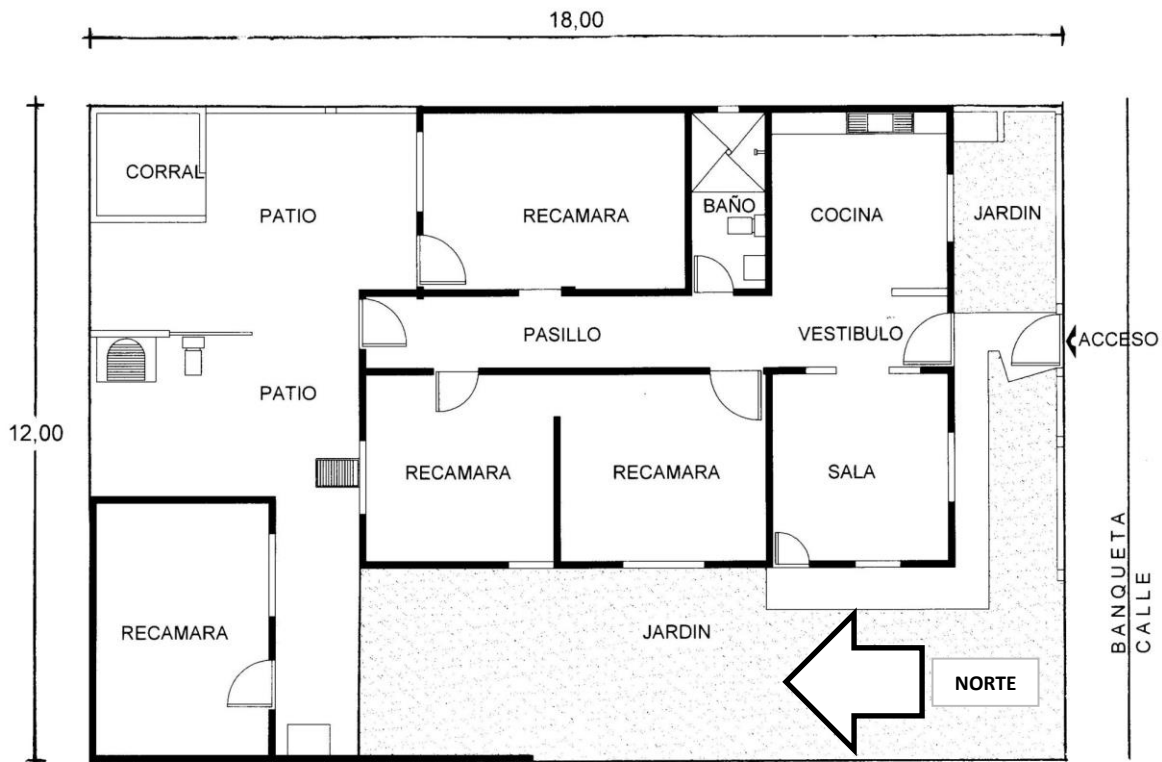 18,00
CORRAL
PATIO
RECAMARA
BAÑO
COCINA
JARDIN
PASILLO
VESTIBULO
ACCESO
PATIO
12,00
RECAMARA
RECAMARA
SALA
BANQUETA
CALLE
RECAMARA
JARDIN
NORTE